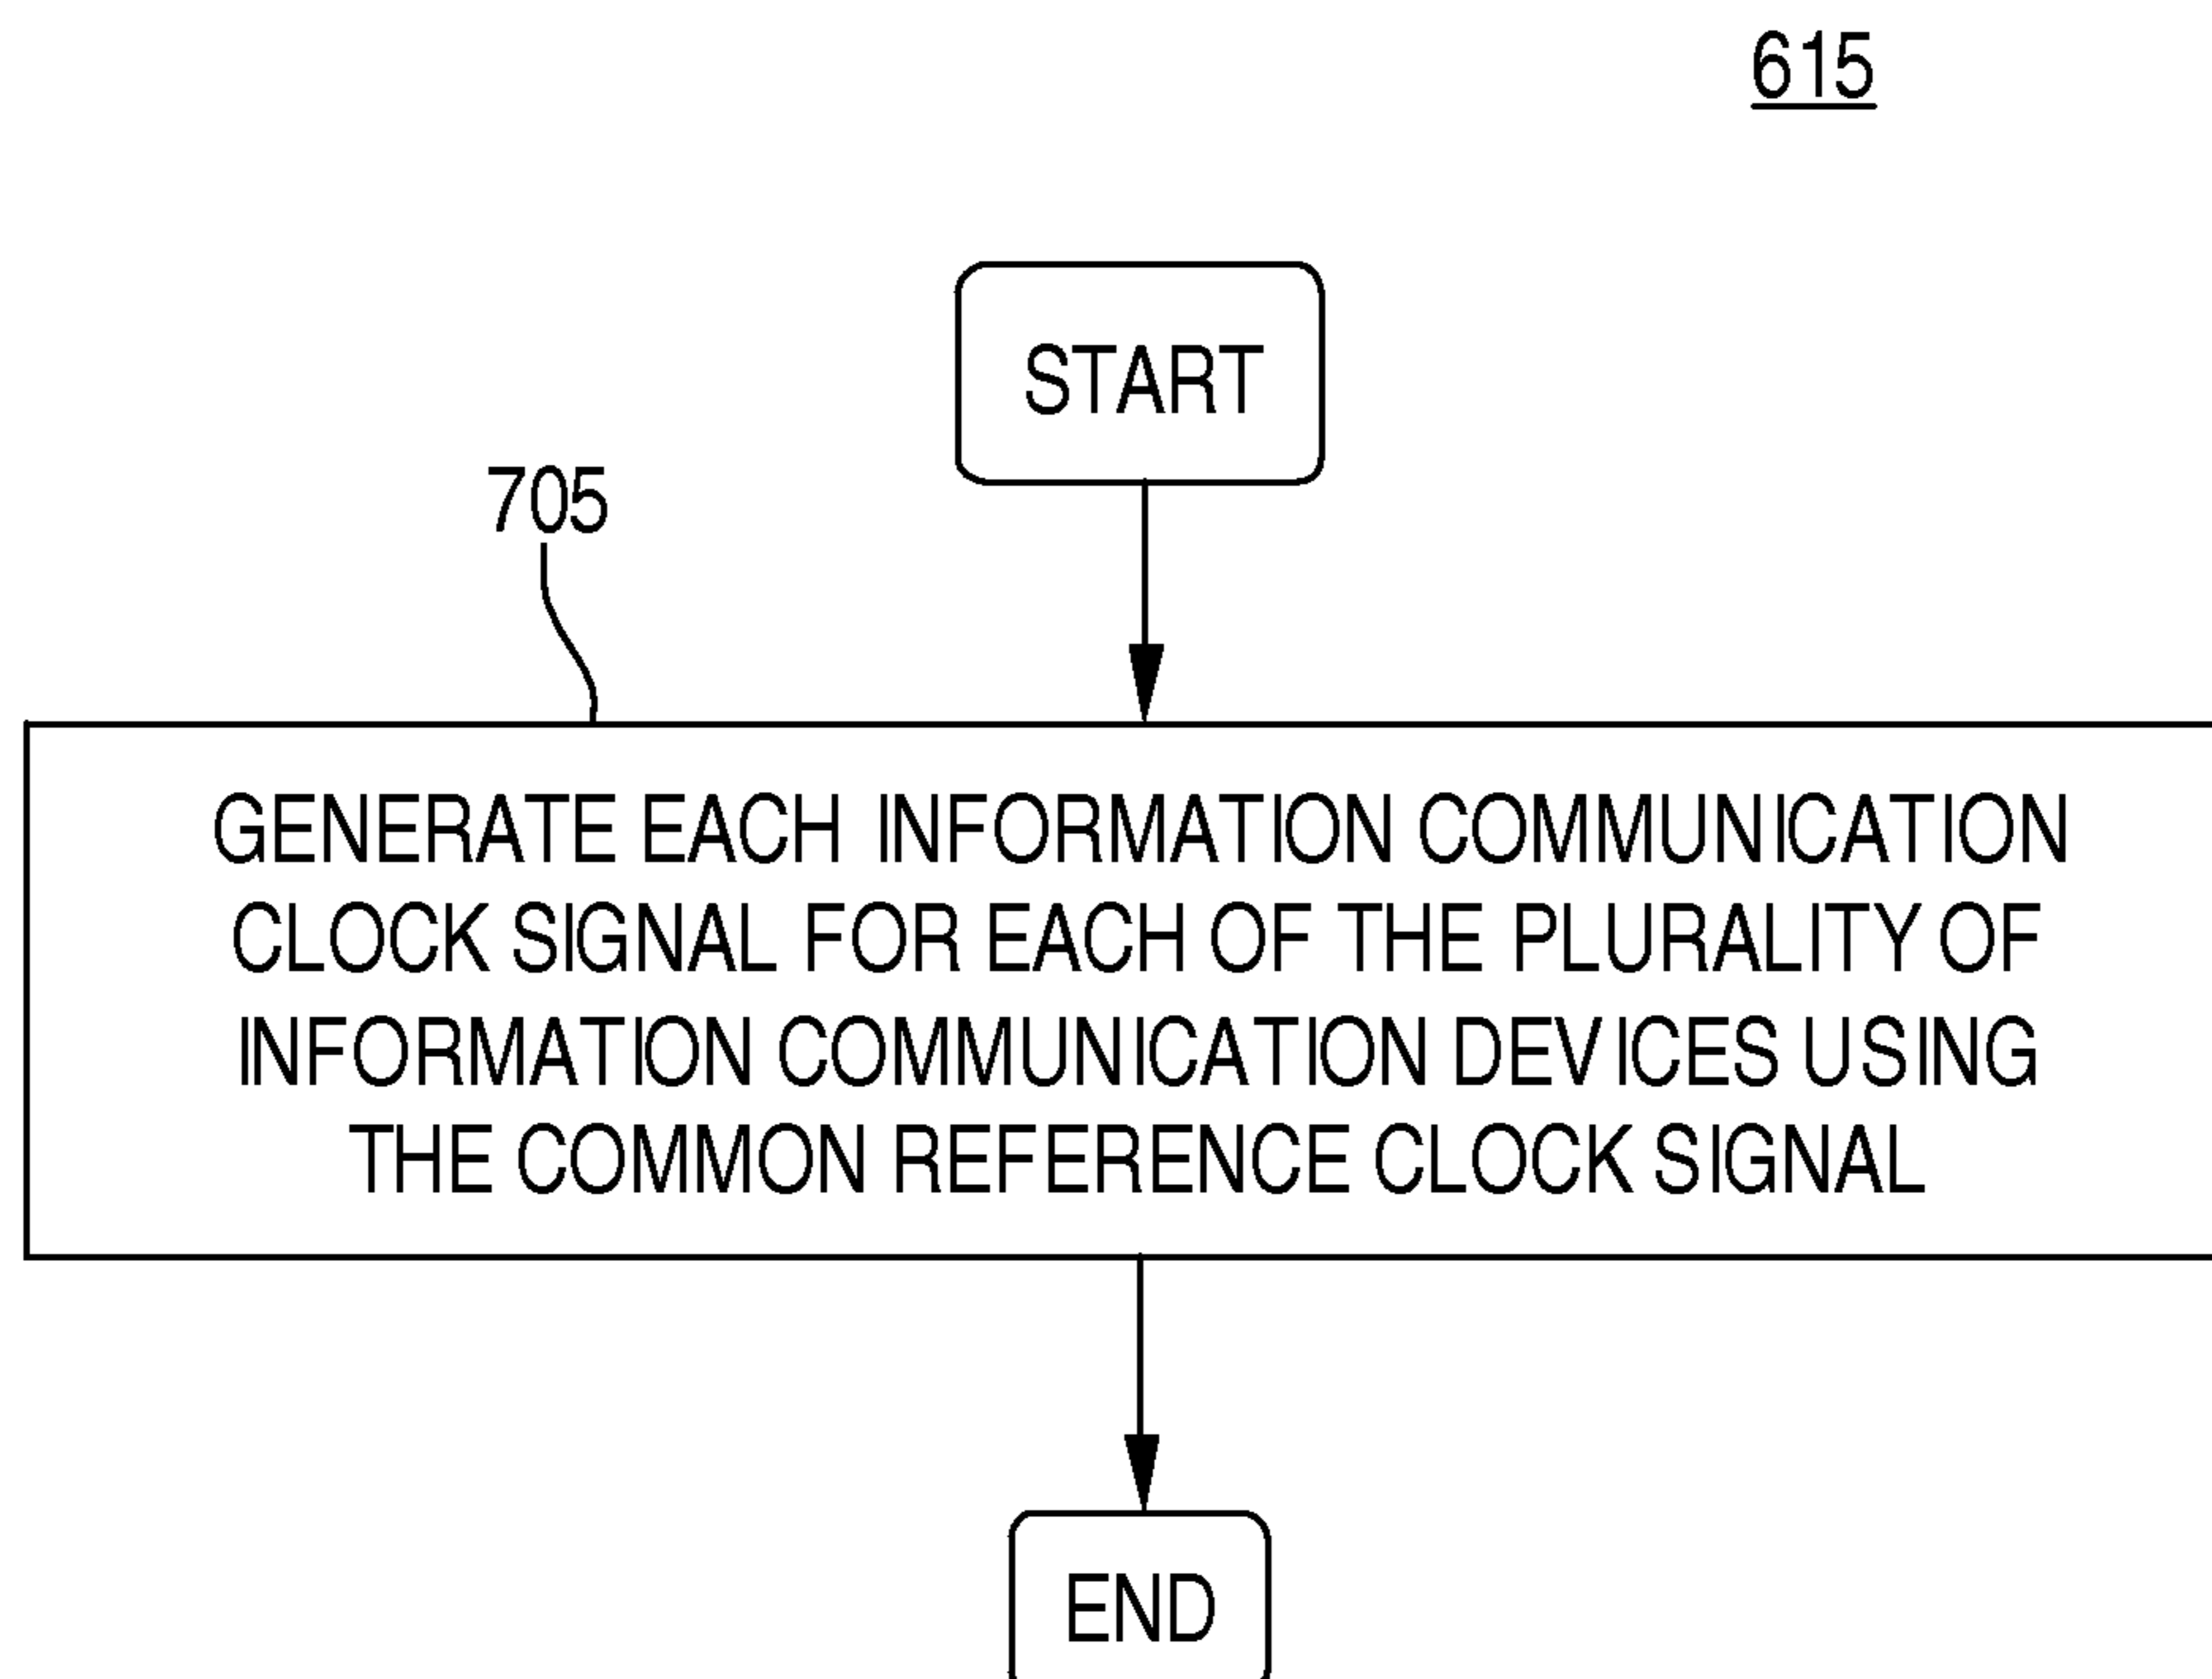 615
START
705
GENERATE EACH INFORMATION COMMUNICATION
CLOCK SIGNAL FOR EACH OF THE PLURALITY OF
INFORMATION COMMUNICATION DEVICES USING
THE COMMON REFERENCE CLOCK SIGNAL
END